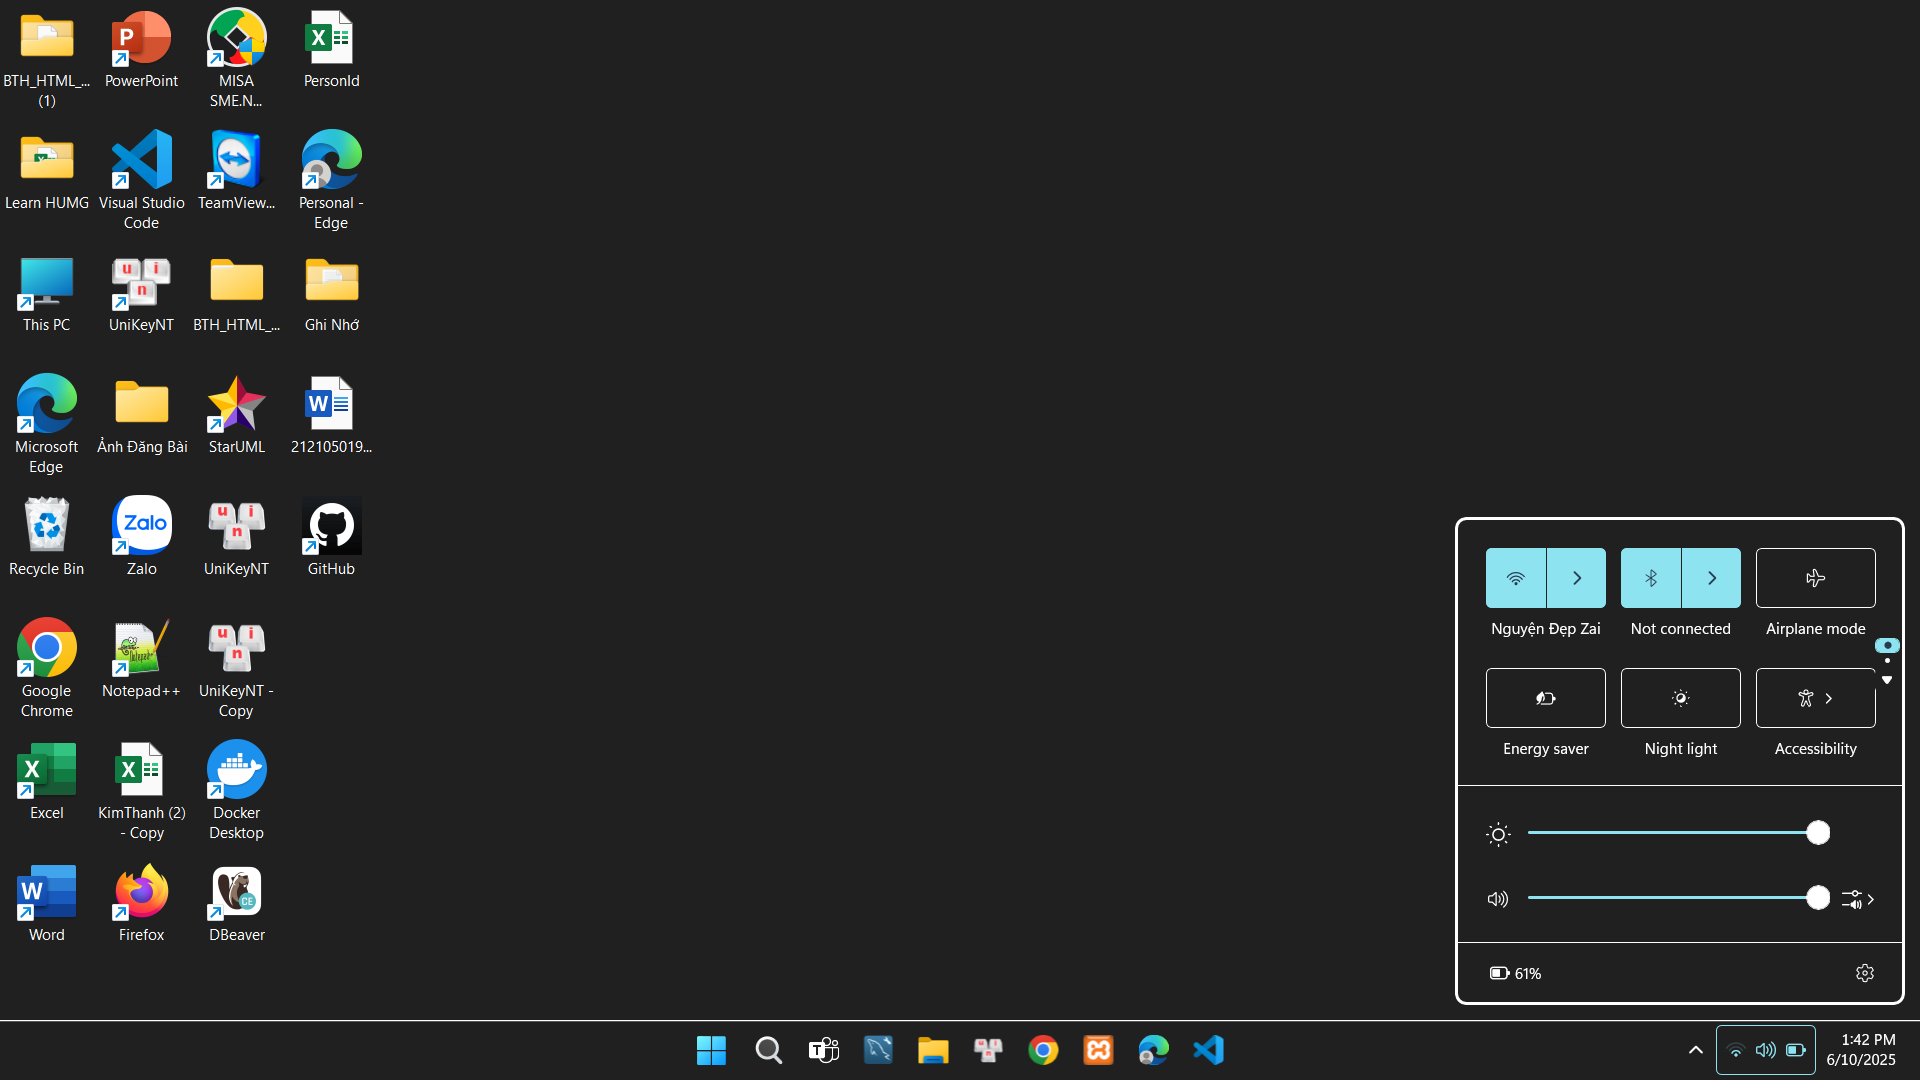 BTH_HTML_...
(1)
PowerPoint
MISA
SME.N...
PersonId
Learn HUMG
Visual Studio
Code
TeamView...
Personal -
Edge
This PC
UniKeyNT
BTH_HTML_...
Ghi Nhớ
Microsoft
Edge
Ảnh Đăng Bài
StarUML
212105019...
Recycle Bin
Zalo
Zalo
UniKeyNT
GitHub
Google
Chrome
Notepad++
UniKeyNT -
Copy
Excel
KimThanh (2)
- Copy
Docker
Desktop
Word
Firefox
DBeaver
Nguyện Đẹp Zai
Not connected
Airplane mode
Energy saver
Night light
Accessibility
61%
1:42 PM
6/10/2025